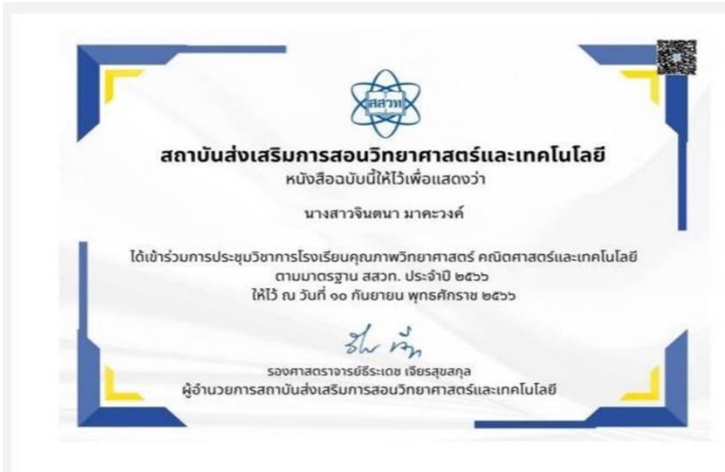 สสวท
สถาบันส่งเสริมการสอนวิทยาศาสตร์และเทคโนโลยี
หนังสือฉบับนี้ให้ไว้เพื่อแสดงว่า
นางสาวจินตนา มาคะวงค์
ได้เข้าร่วมการประชุมวิชาการโรงเรียนคุณภาพวิทยาศาสตร์ คณิตศาสตร์และเทคโนโลยี
ตามมาตรฐาน สสวท. ประจำปี ๒๕๖๖
ให้ไว้ ณ วันที่ ๑๐ กันยายน พุทธศักราช ๒๕๖๖
รองศาสตราจารย์ธีระเดช เจียรสุขสกุล
ผู้อำนวยการสถาบันส่งเสริมการสอนวิทยาศาสตร์และเทคโนโลยี